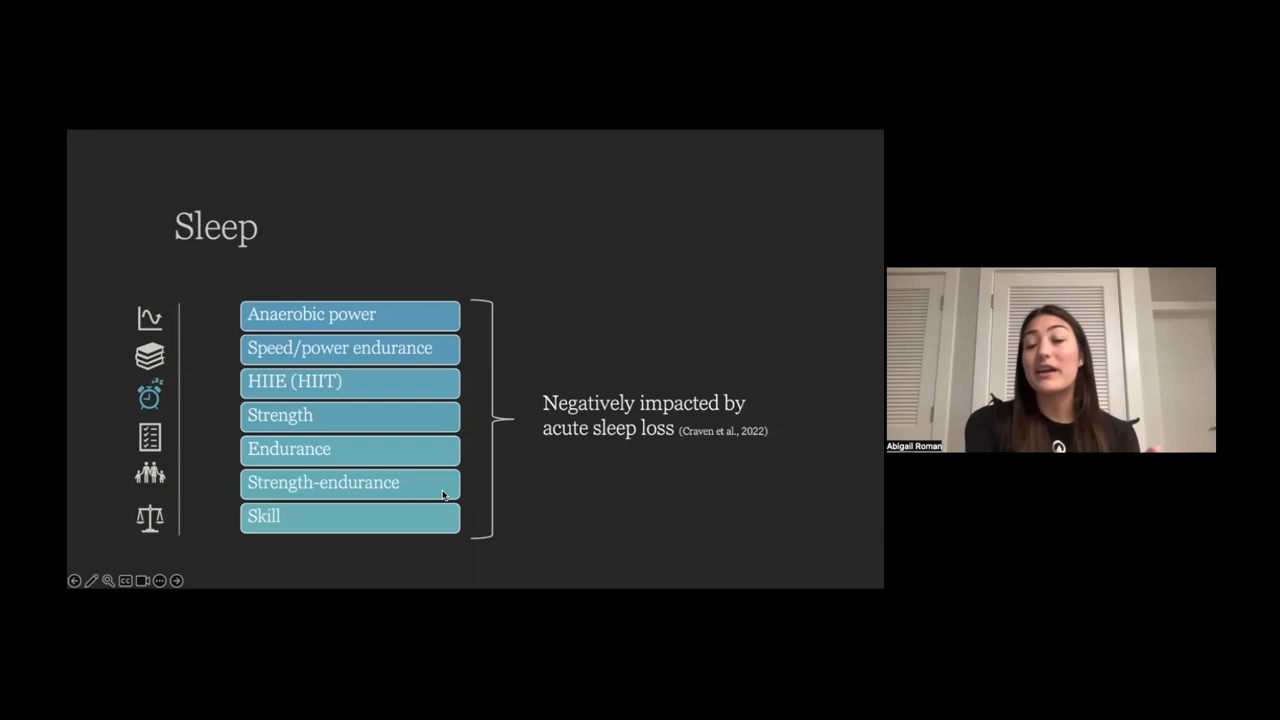 Sleep
Anaerobic power
Speed/power endurance
HIIE (HIIT)
Strength
Endurance
Strength-endurance
Skill
Negatively impacted by
acute sleep loss (Craven et al., 2022)
Abigail Roman